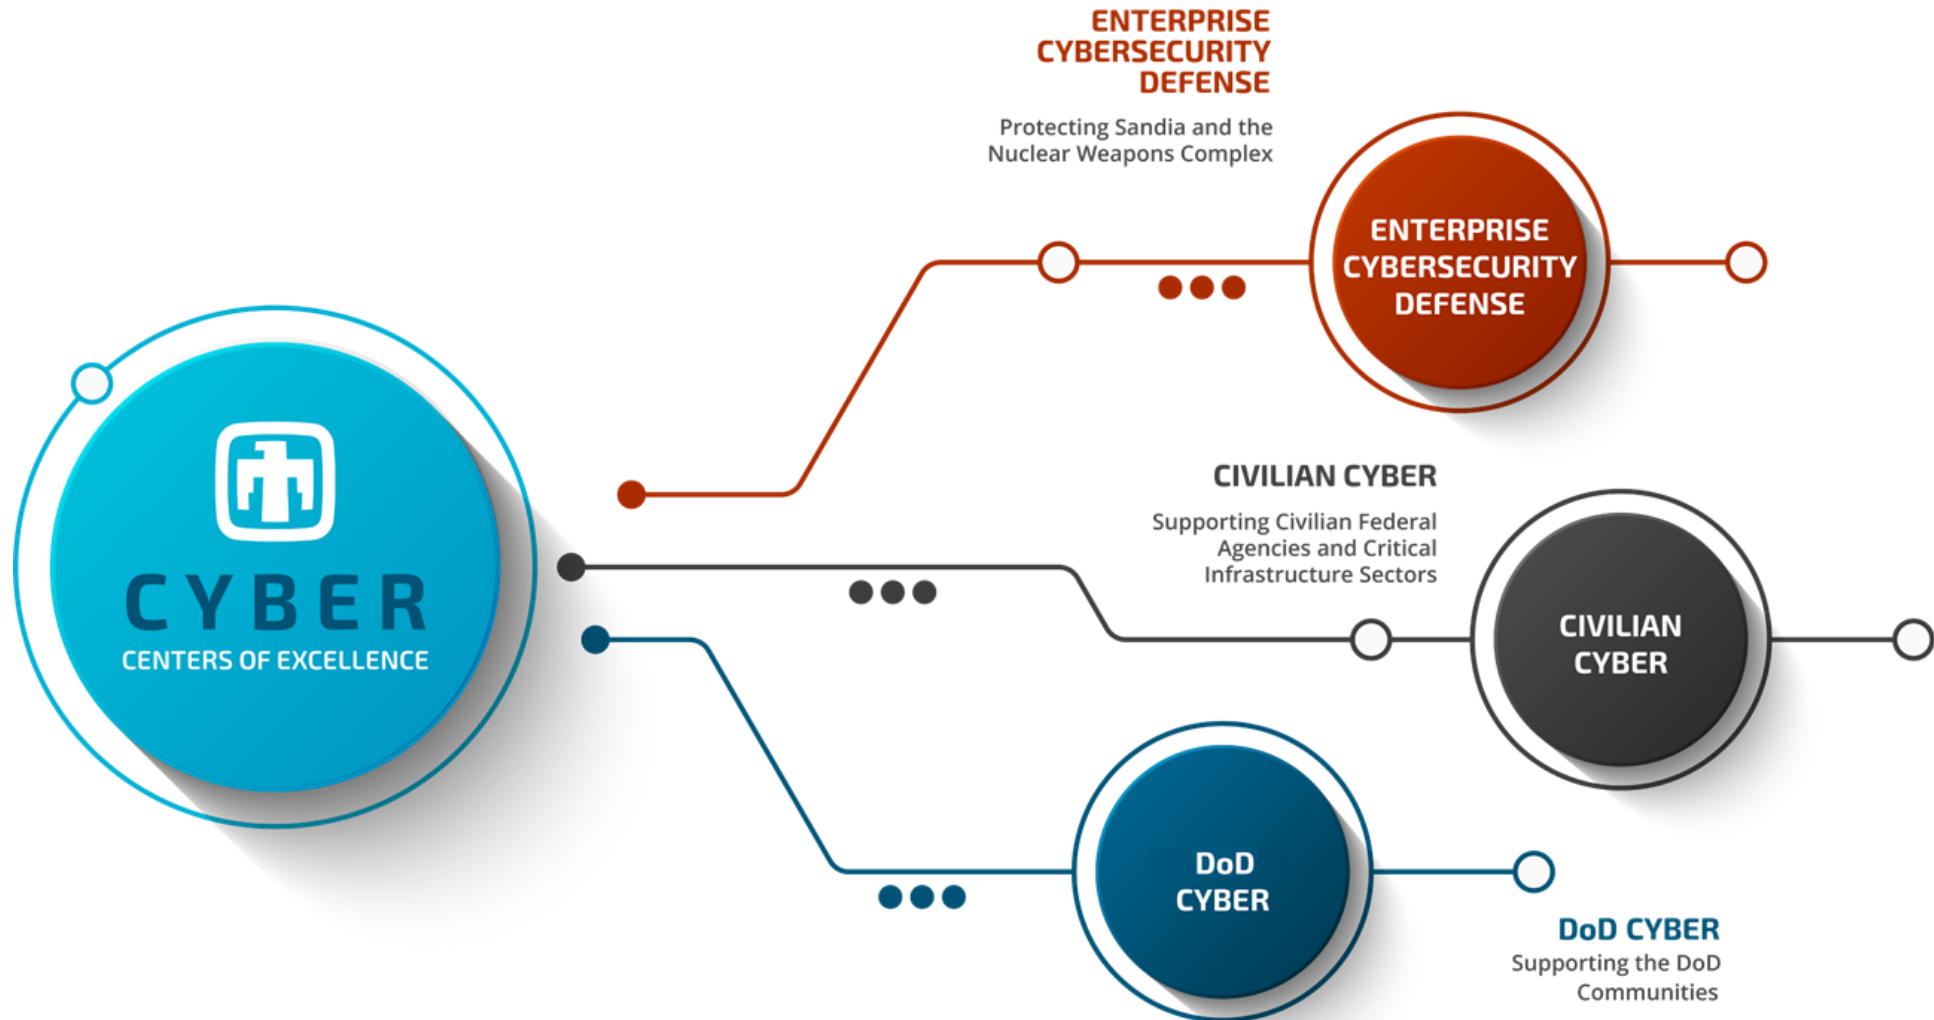 CYBER
CENTERS OF EXCELLENCE
ENTERPRISE
CYBERSECURITY
DEFENSE
Protecting Sandia and the
Nuclear Weapons Complex
ENTERPRISE
CYBERSECURITY
DEFENSE
CIVILIAN CYBER
Supporting Civilian Federal
Agencies and Critical
Infrastructure Sectors
CIVILIAN
CYBER
DoD
CYBER
DoD CYBER
Supporting the DoD
Communities